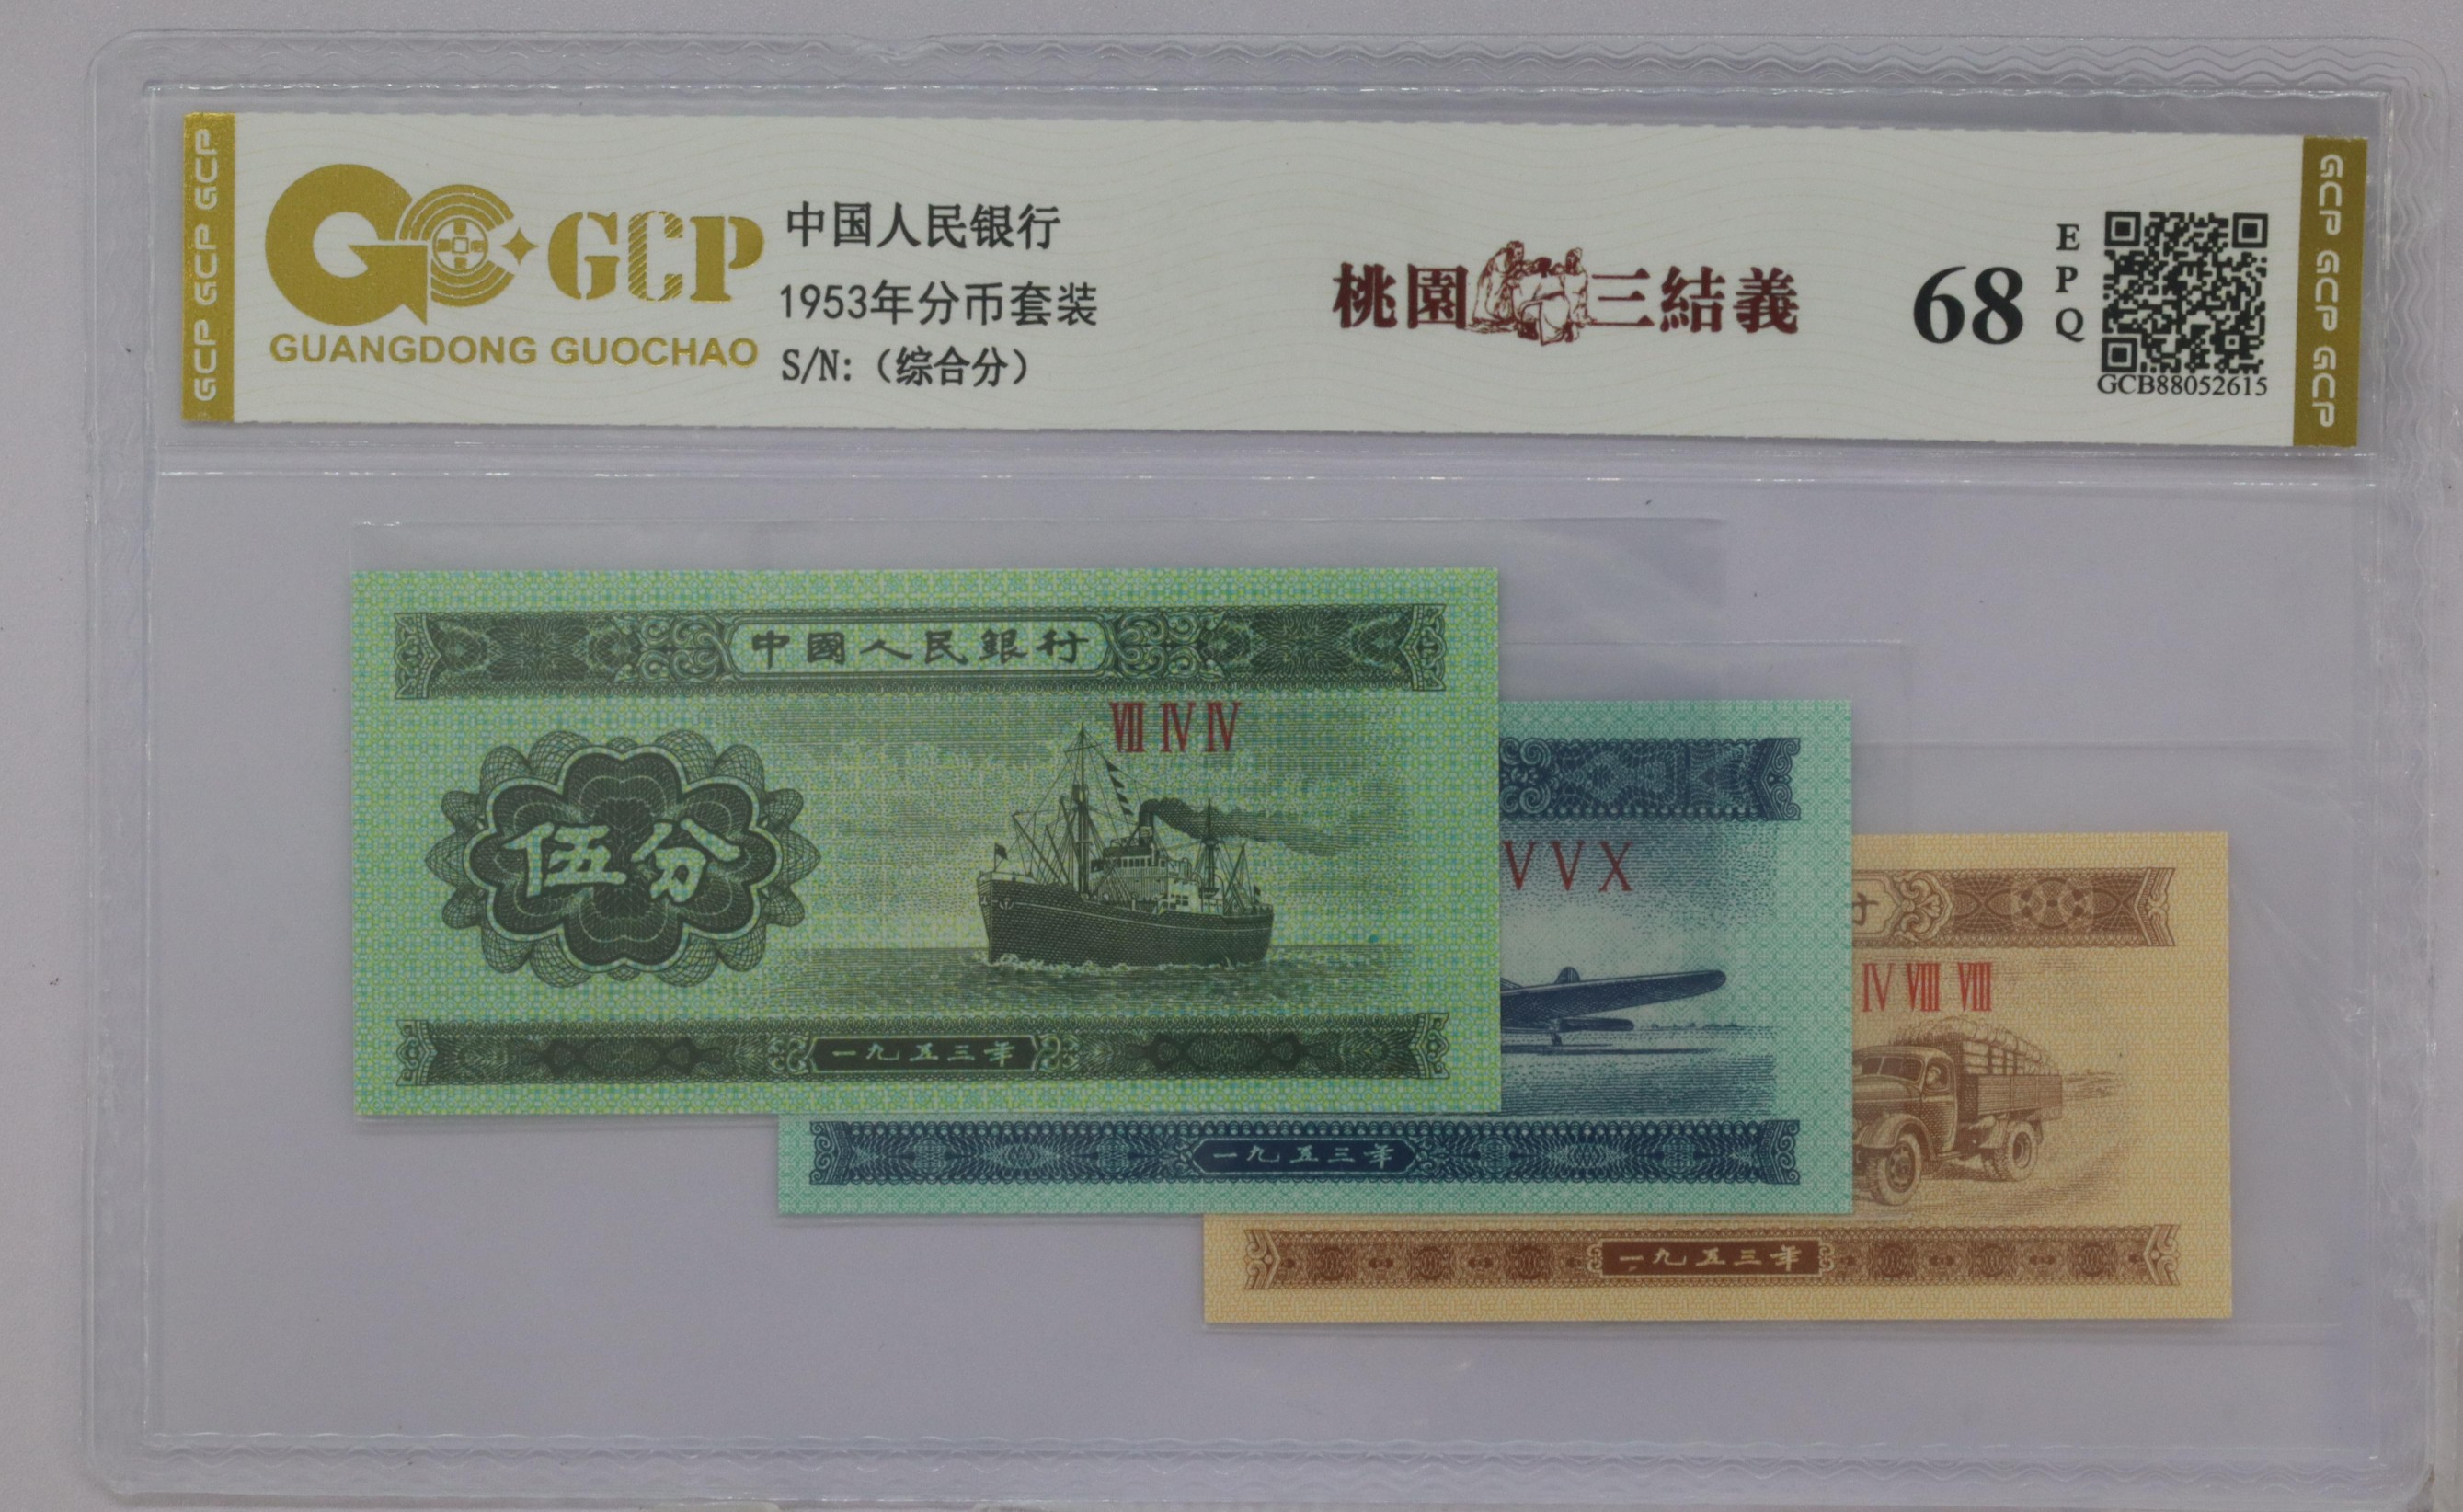 GCP GCP GCP
GCP
GUANGDONG GUOCHAO
中国人民银行
1953年分币套装
S/N:（综合分）
桃園三結義
68
EPQ
GCB88052615
GCP GCP GCP
中國人民銀行
Ⅶ Ⅳ Ⅳ
伍分
一九五三年
V V X
一九五三年
Ⅳ Ⅷ Ⅷ
一九五三年